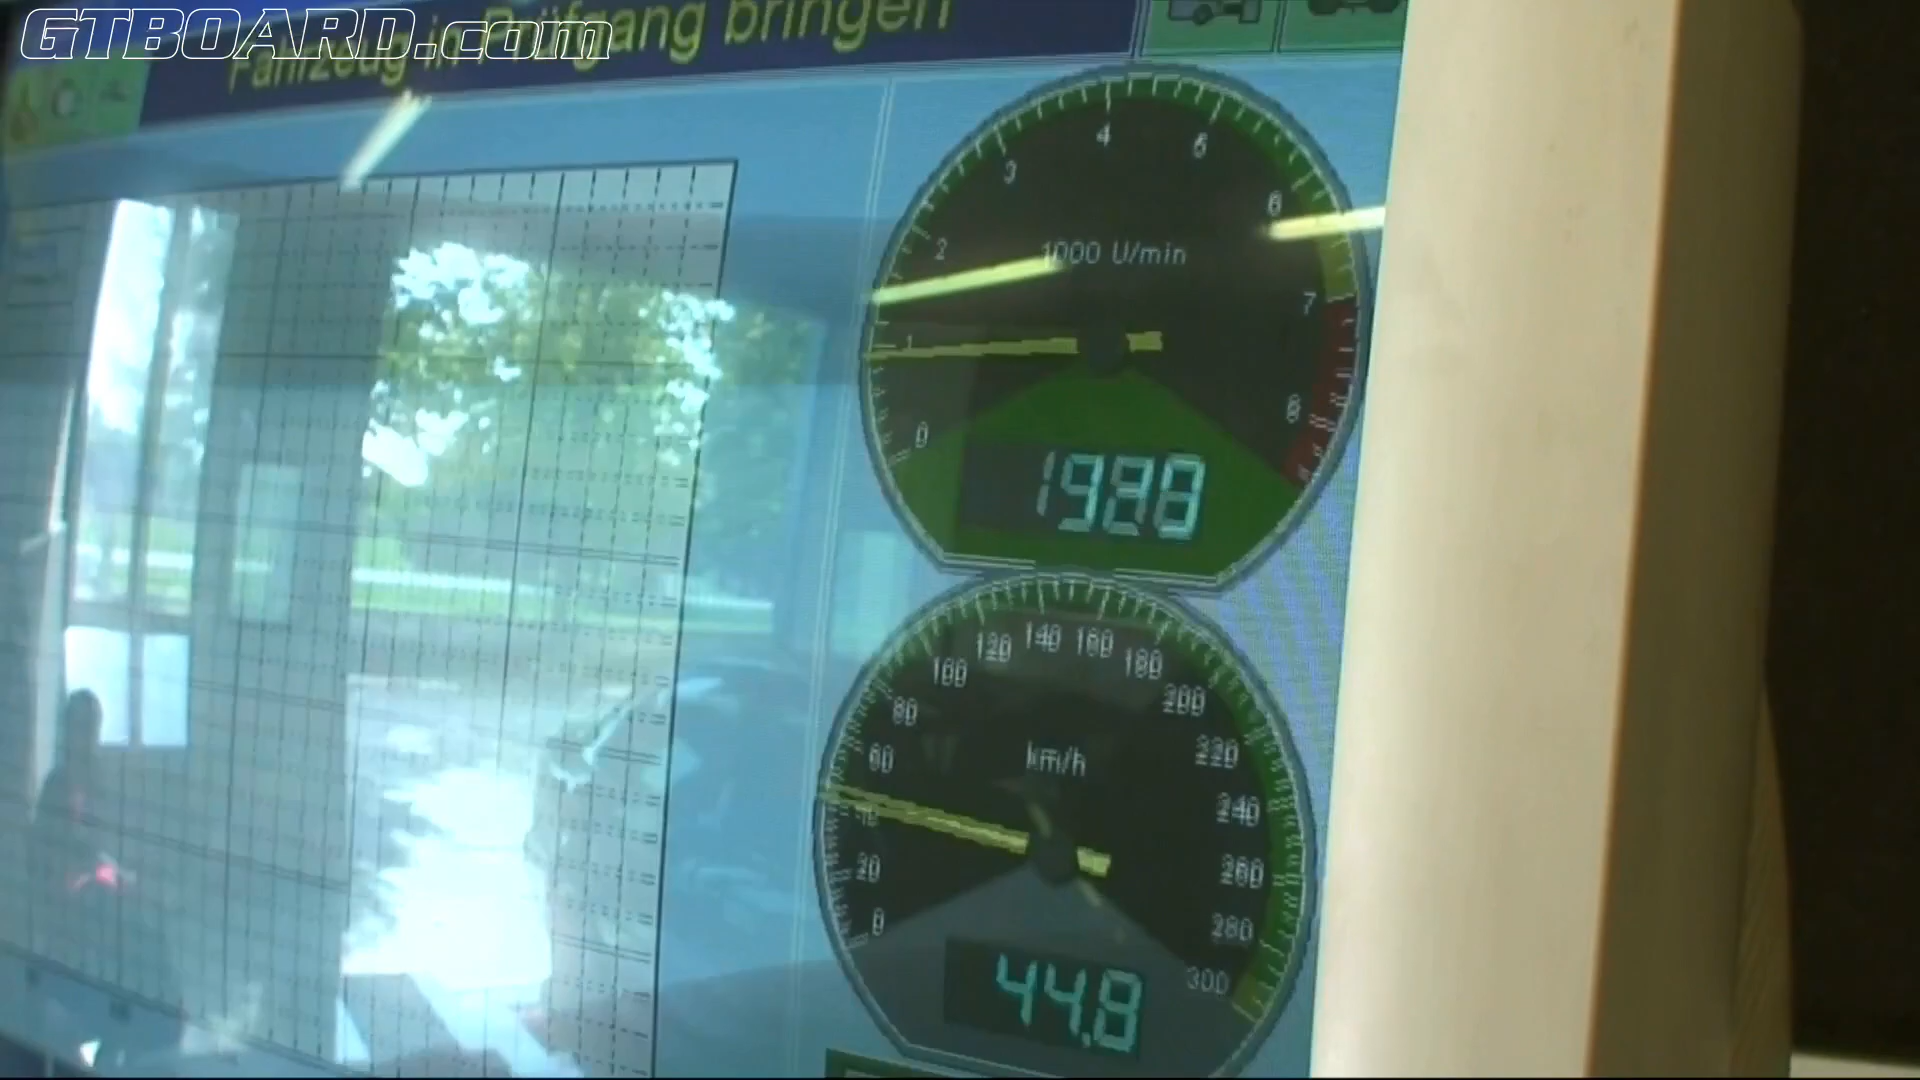 GTBOARD.com
Fahrzeug in Prüfgang bringen
0 1 2 3 4 5 6 7 8
1000 U/min
1988
0 20 40 60 80 100 120 140 160 180 200 220 240 260 280 300
km/h
44.8